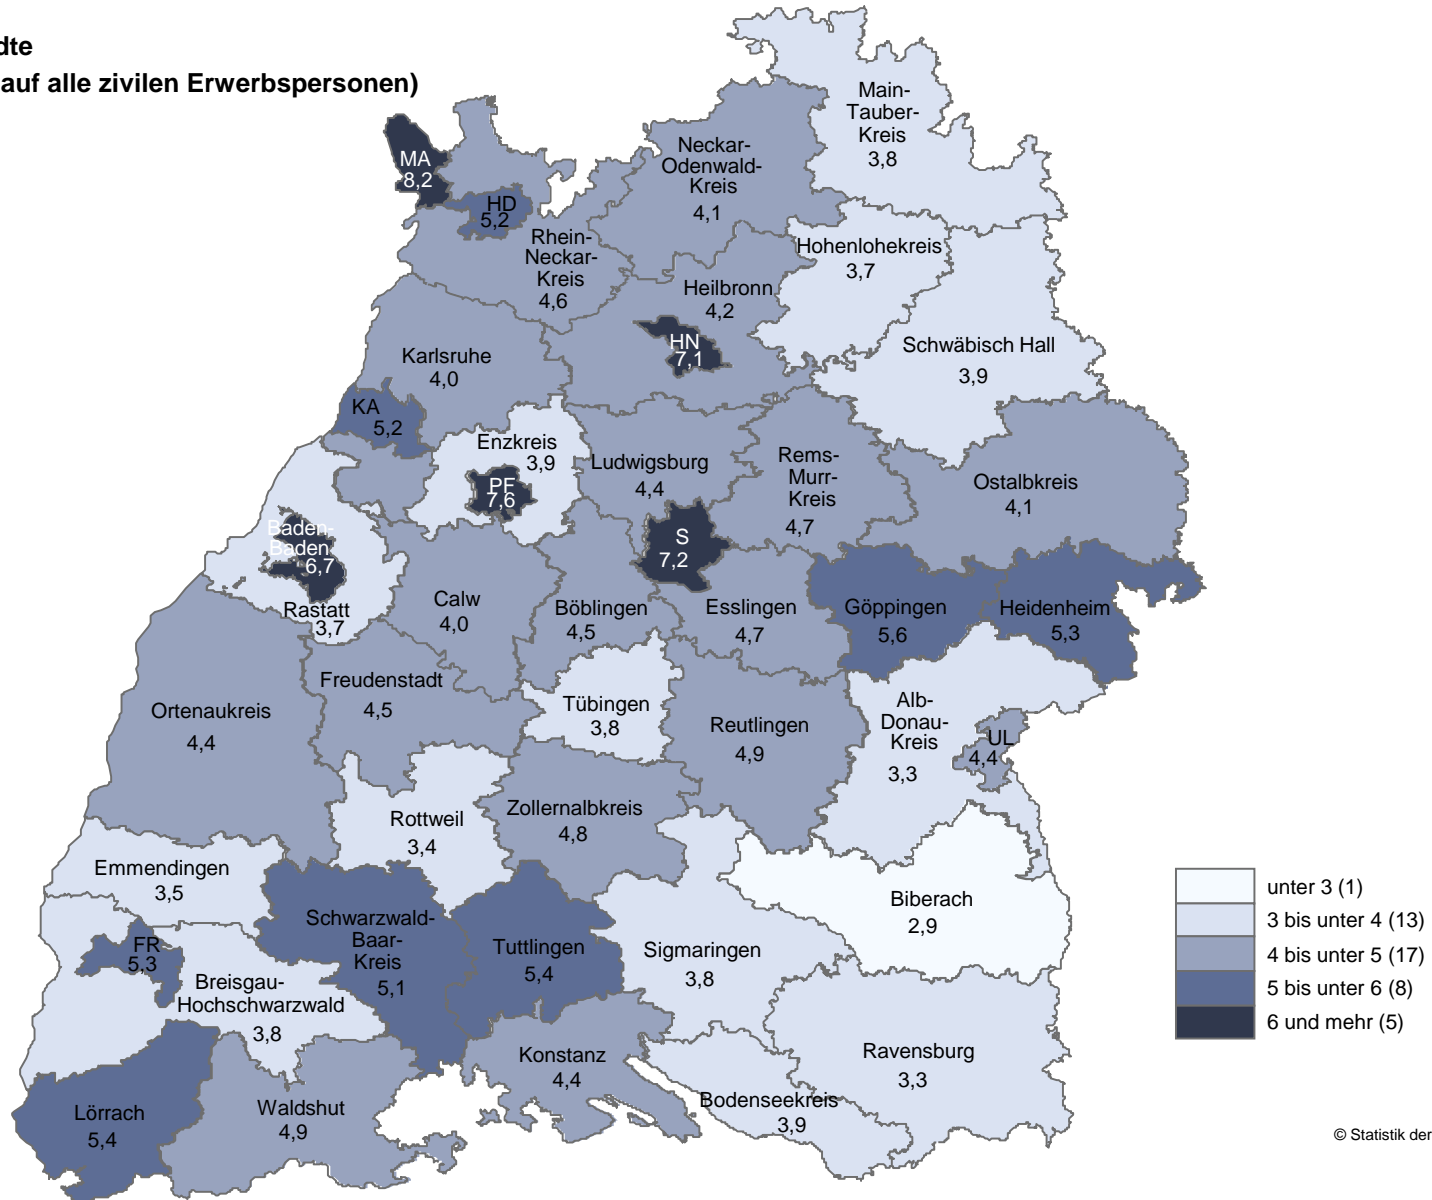 dte
auf alle zivilen Erwerbspersonen)
Main-
Tauber-
Kreis
3,8
MA
8,2
Neckar-
Odenwald-
Kreis
4,1
HD
5,2
Rhein-
Neckar-
Kreis
4,6
Hohenlohekreis
3,7
Heilbronn
4,2
HN
7,1
Schwäbisch Hall
3,9
Karlsruhe
4,0
KA
5,2
Enzkreis
3,9
PF
7,6
Ludwigsburg
4,4
Rems-
Murr-
Kreis
4,7
Ostalbkreis
4,1
Baden-
Baden
6,7
S
7,2
Rastatt
3,7
Calw
4,0
Böblingen
4,5
Esslingen
4,7
Göppingen
5,6
Heidenheim
5,3
Ortenaukreis
4,4
Freudenstadt
4,5
Tübingen
3,8
Reutlingen
4,9
Alb-
Donau-
Kreis
3,3
UL
4,4
Rottweil
3,4
Zollernalbkreis
4,8
Emmendingen
3,5
Biberach
2,9
Schwarzwald-
Baar-
Kreis
5,1
Tuttlingen
5,4
Sigmaringen
3,8
FR
5,3
Breisgau-
Hochschwarzwald
3,8
Konstanz
4,4
Ravensburg
3,3
Bodenseekreis
3,9
Lörrach
5,4
Waldshut
4,9
unter 3 (1)
3 bis unter 4 (13)
4 bis unter 5 (17)
5 bis unter 6 (8)
6 und mehr (5)
© Statistik der